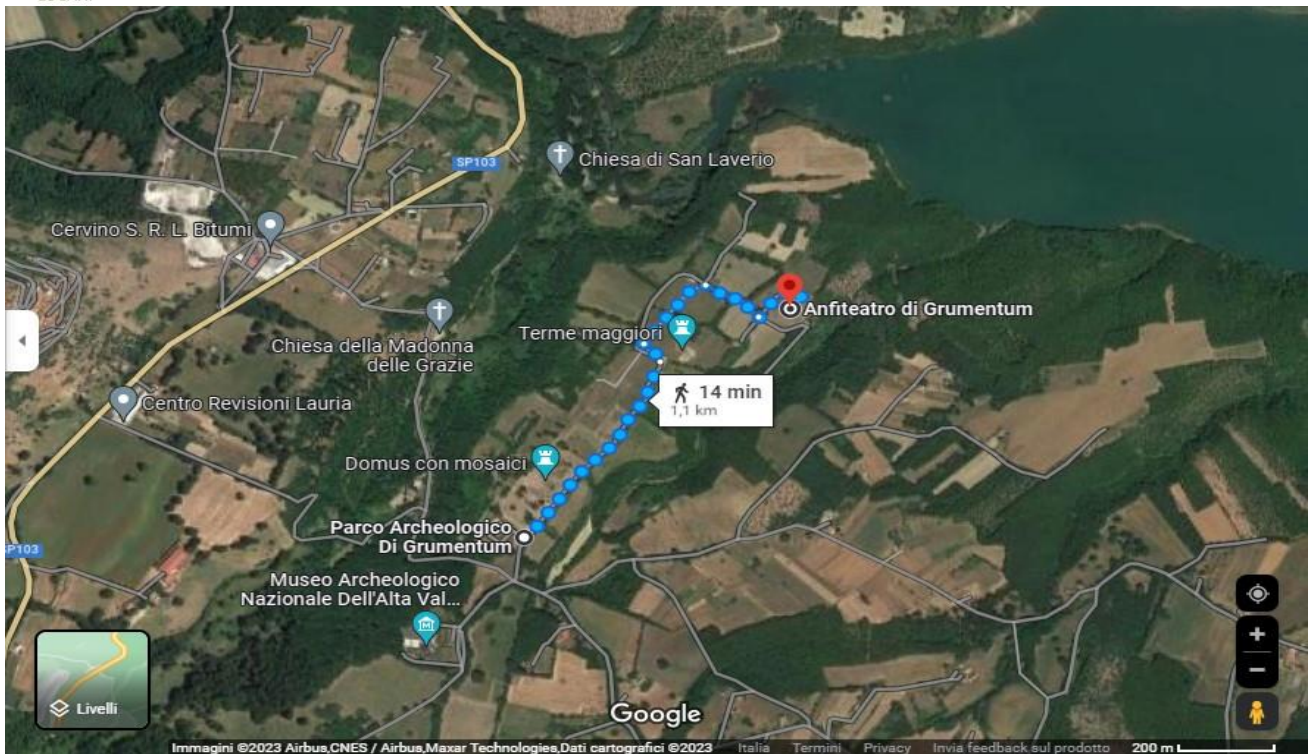 SP103
Chiesa di San Laverio
Cervino S. R. L. Bitumi
Anfiteatro di Grumentum
Terme maggiori
Chiesa della Madonna
delle Grazie
14 min
1,1 km
Centro Revisioni Lauria
Domus con mosaici
Parco Archeologico
Di Grumentum
SP103
Museo Archeologico
Nazionale Dell'Alta Val...
Livelli
Google
Immagini ©2023 Airbus,CNES / Airbus,Maxar Technologies,Dati cartografici ©2023 Italia Termini Privacy Invia feedback sul prodotto 200 m